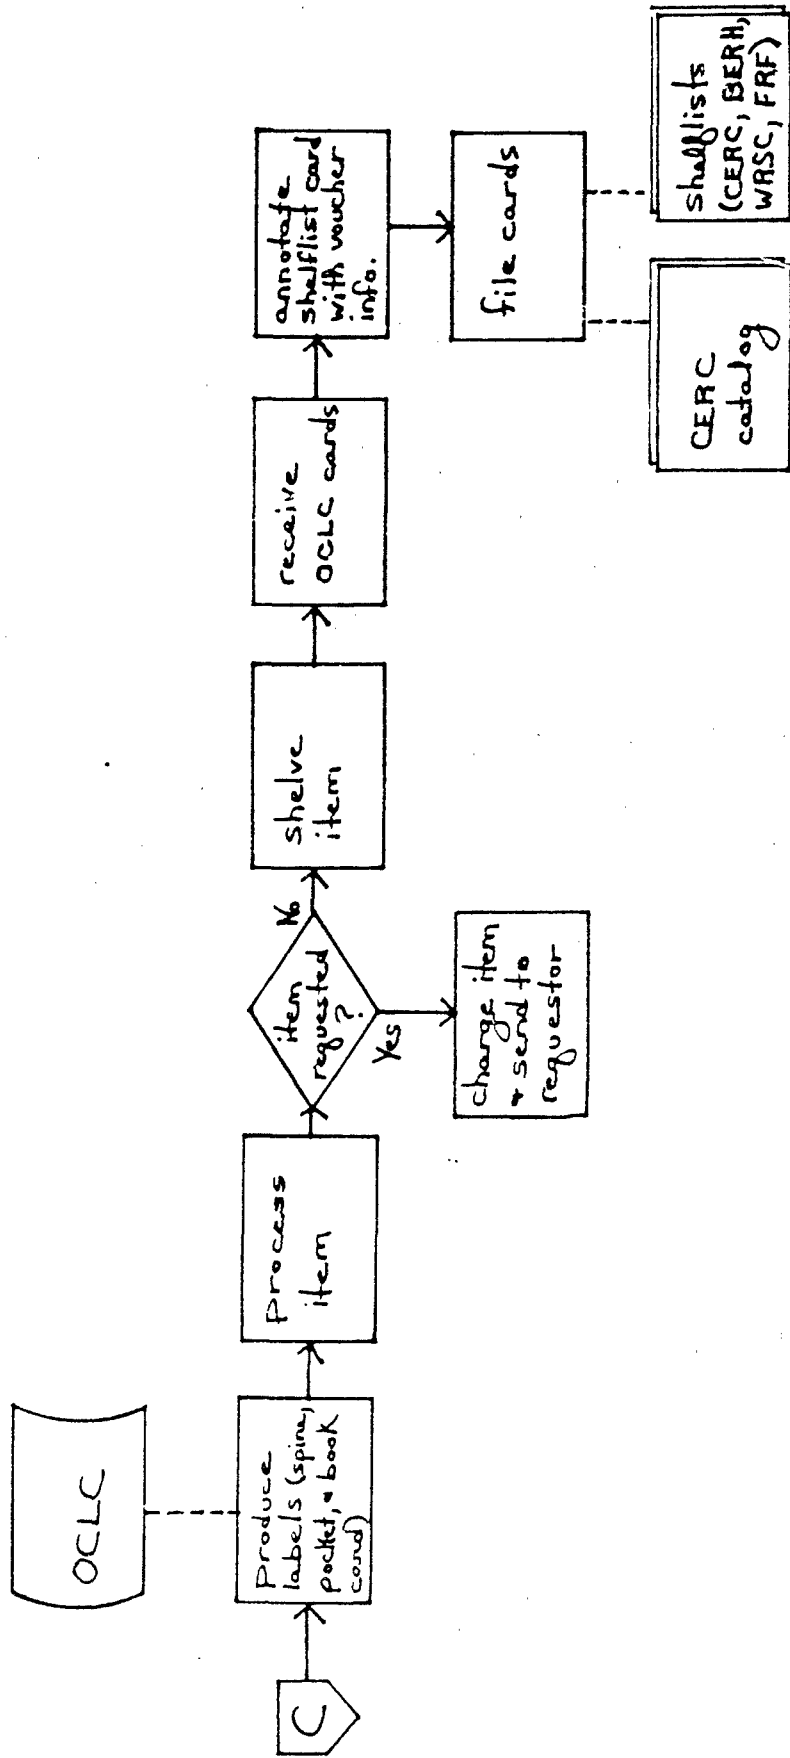 OCLC
C
Produce
labels (spine,
pocket, & book
card)
Process
item
item
requested
?
No
Yes
change item
& send to
requestor
shelve
item
receive
OCLC cards
annotate
shelflist card
with voucher
info.
file cards
CERC
catalog
shelflists
(CERC, BERH,
WRSC, FRF)